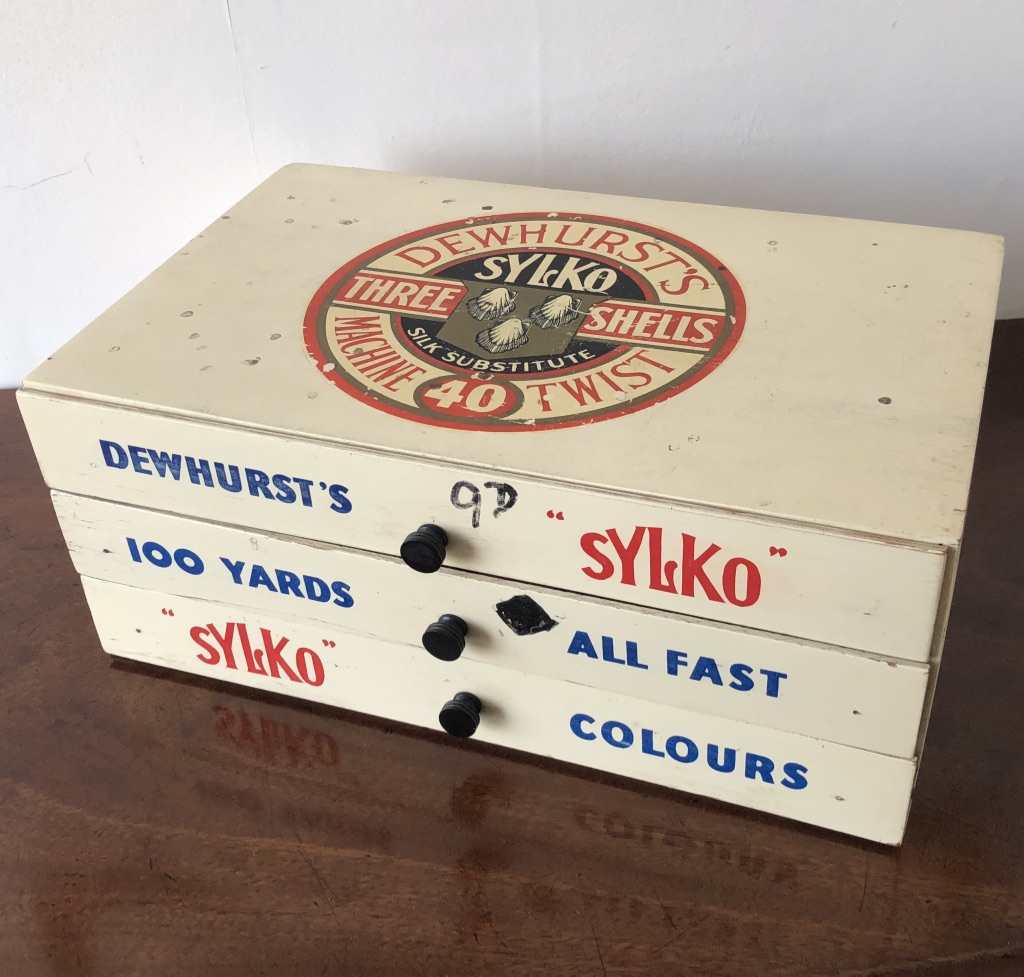 DEWHURST'S
SYLKO
THREE SHELLS
SILK SUBSTITUTE
MACHINE 40 TWIST
DEWHURST'S 9D "SYLKO"
100 YARDS ALL FAST
"SYLKO" COLOURS